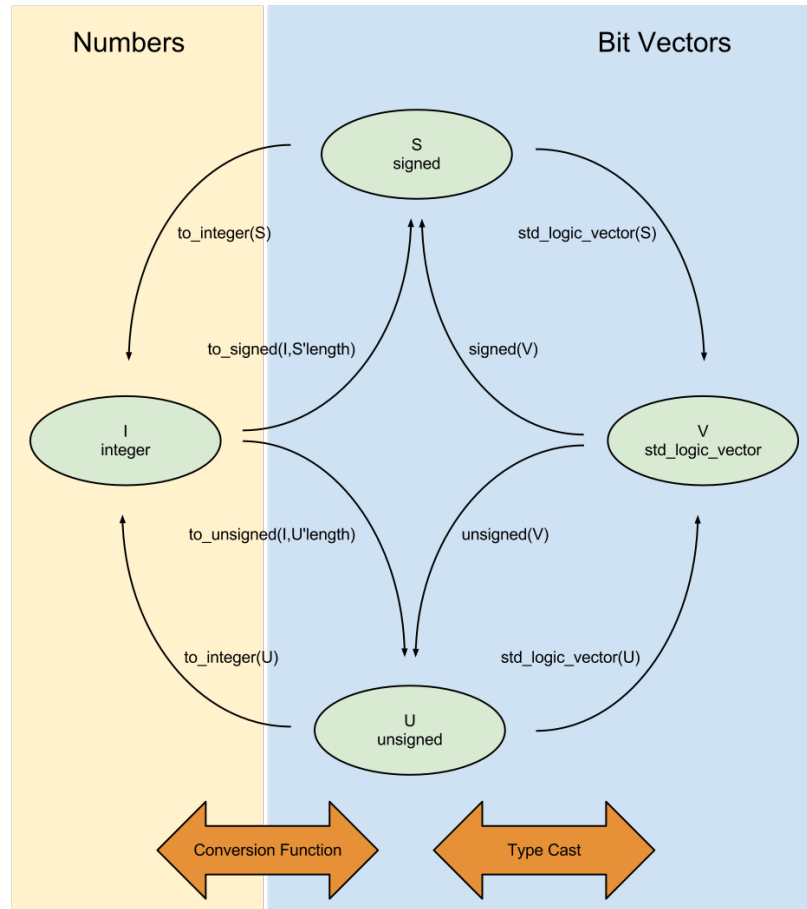 Numbers
Bit Vectors
S
signed
to_integer(S)
std_logic_vector(S)
to_signed(I,S'length)
signed(V)
I
integer
V
std_logic_vector
to_unsigned(I,U'length)
unsigned(V)
to_integer(U)
std_logic_vector(U)
U
unsigned
Conversion Function
Type Cast